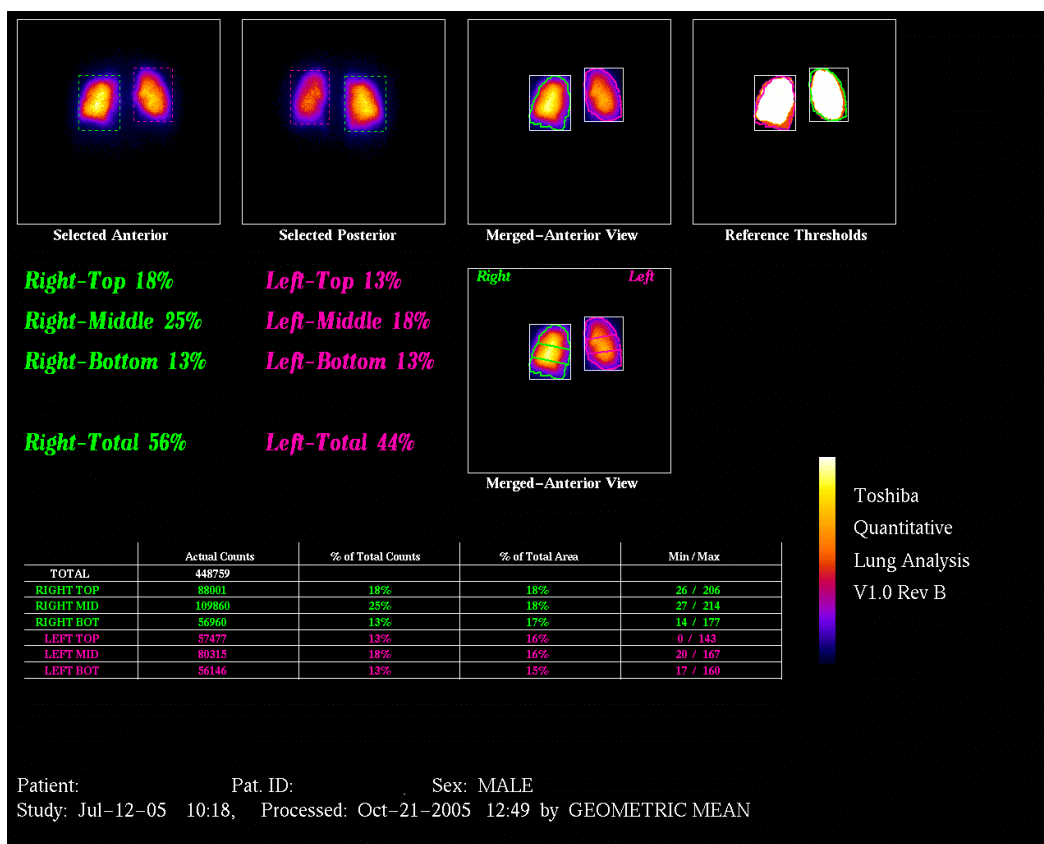 Selected Anterior
Selected Posterior
Merged–Anterior View
Reference Thresholds
Right–Top 18%
Left–Top 13%
Right–Middle 25%
Left–Middle 18%
Right–Bottom 13%
Left–Bottom 13%
Right–Total 56%
Left–Total 44%
Right
Left
Merged–Anterior View
Toshiba
Quantitative
Lung Analysis
V1.0 Rev B
Actual Counts % of Total Counts % of Total Area Min / Max
TOTAL 448759
RIGHT TOP 88001 18% 18% 26 / 206
RIGHT MID 109860 25% 18% 27 / 214
RIGHT BOT 56960 13% 17% 14 / 177
LEFT TOP 57477 13% 16% 0 / 143
LEFT MID 80315 18% 16% 20 / 167
LEFT BOT 56146 13% 15% 17 / 160
Patient: Pat. ID: Sex: MALE
Study: Jul–12–05 10:18, Processed: Oct–21–2005 12:49 by GEOMETRIC MEAN